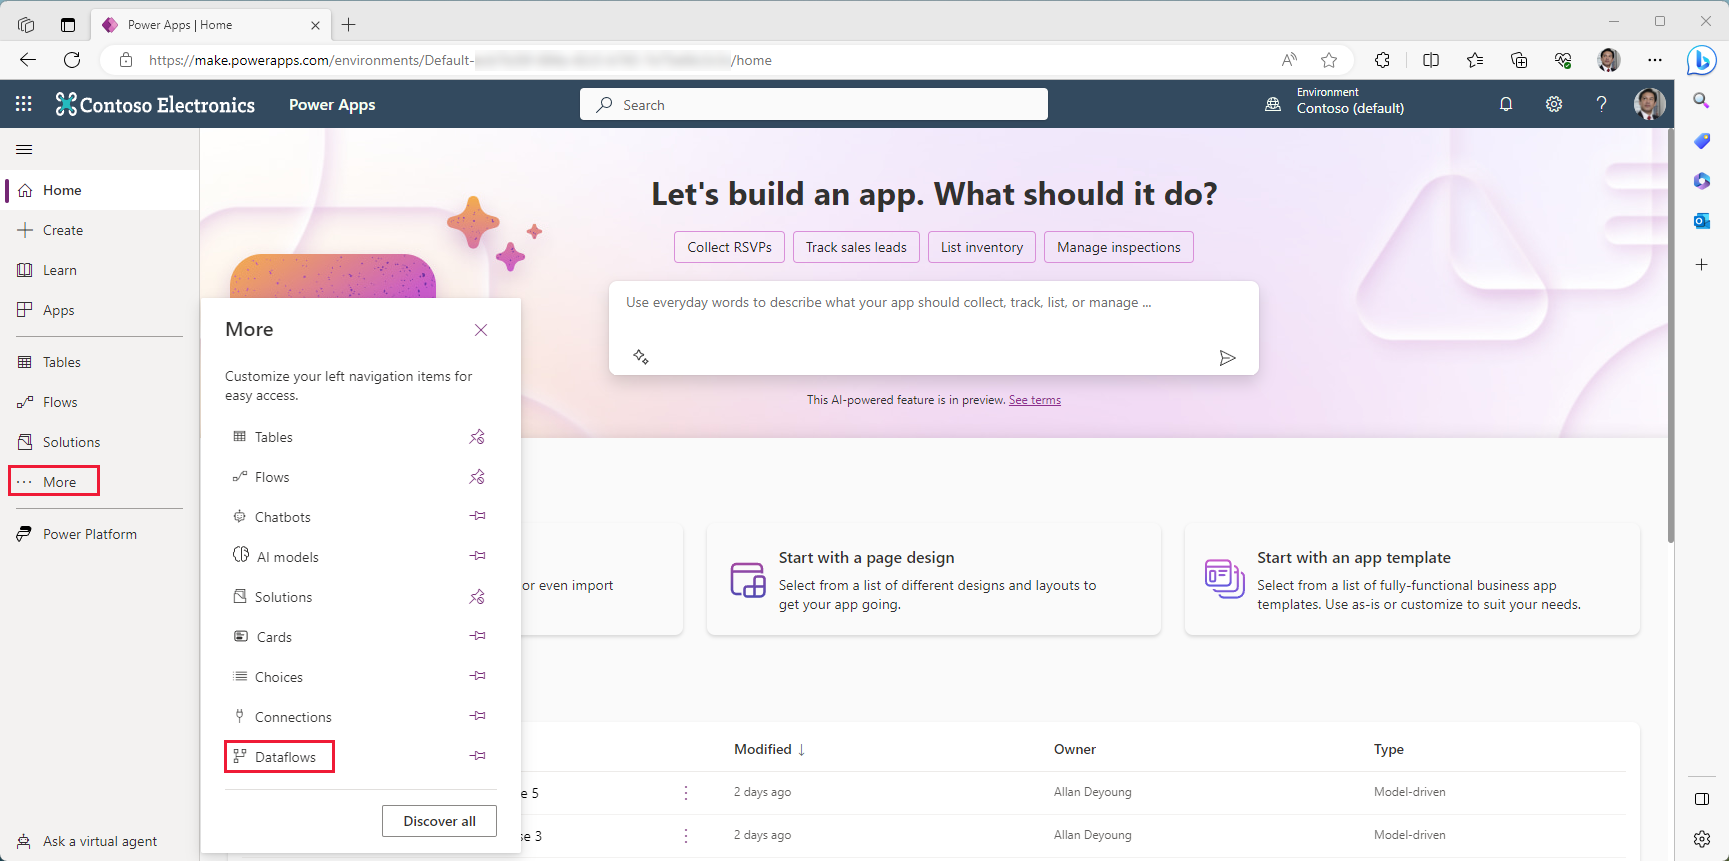 Power Apps | Home
https://make.powerapps.com/environments/Default-
/home
Contoso Electronics
Power Apps
Search
Environment
Contoso (default)
Home
Create
Learn
Apps
Tables
Flows
Solutions
More
Power Platform
Ask a virtual agent
Let's build an app. What should it do?
Collect RSVPs
Track sales leads
List inventory
Manage inspections
Use everyday words to describe what your app should collect, track, list, or manage ...
This AI-powered feature is in preview. See terms
More
Customize your left navigation items for
easy access.
Tables
Flows
Chatbots
AI models
Solutions
Cards
Choices
Connections
Dataflows
Discover all
or even import
Start with a page design
Select from a list of different designs and layouts to
get your app going.
Start with an app template
Select from a list of fully-functional business app
templates. Use as-is or customize to suit your needs.
Modified ↓ Owner Type
e 5 2 days ago Allan Deyoung Model-driven
se 3 2 days ago Allan Deyoung Model-driven